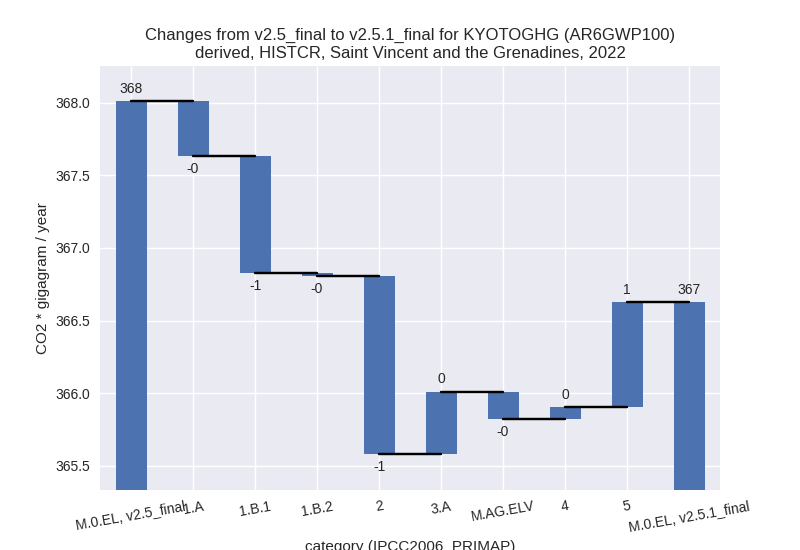 Changes from v2.5_final to v2.5.1_final for KYOTOGHG (AR6GWP100)
derived, HISTCR, Saint Vincent and the Grenadines, 2022
CO2 * gigagram / year
368.0
367.5
367.0
366.5
366.0
365.5
368
-0
-1
-0
-1
0
-0
0
1
367
M.0.EL, v2.5_final
1.A
1.B.1
1.B.2
2
3.A
M.AG.ELV
4
5
M.0.EL, v2.5.1_final
category (IPCC2006_PRIMAP)